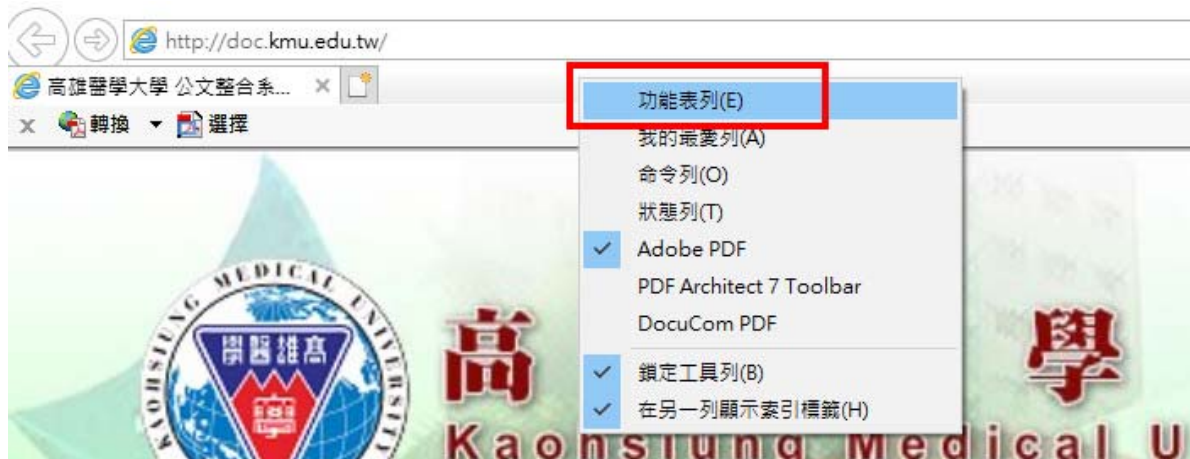 http://doc.kmu.edu.tw/
高雄醫學大學 公文整合系...
轉換 選擇
功能表列(E)
我的最愛列(A)
命令列(O)
狀態列(T)
Adobe PDF
PDF Architect 7 Toolbar
DocuCom PDF
鎖定工具列(B)
在另一列顯示索引標籤(H)
KAOHSIUNG MEDICAL UNIVERSITY
學醫雄高
高 學
Kaohsiung Medical U